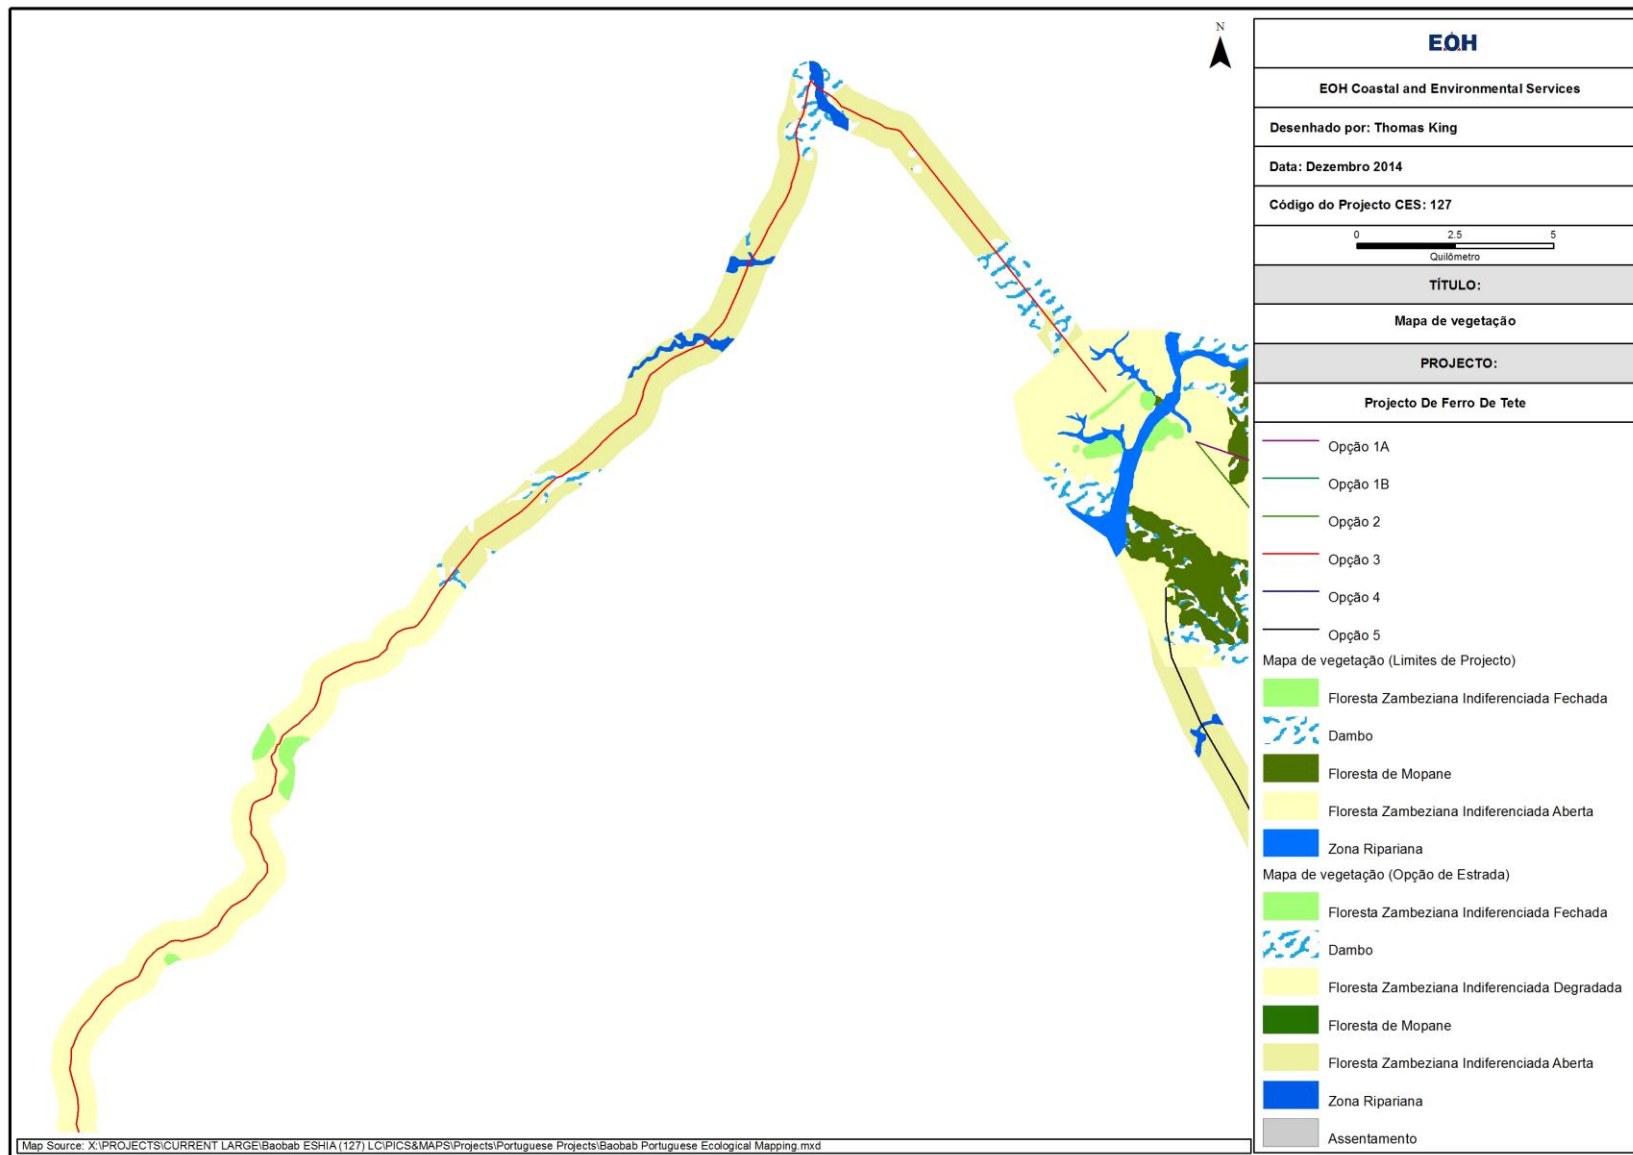 N
EOH
EOH Coastal and Environmental Services
Desenhado por: Thomas King
Data: Dezembro 2014
Código do Projecto CES: 127
0 2.5 5
Quilômetro
TÍTULO:
Mapa de vegetação
PROJECTO:
Projecto De Ferro De Tete
Opção 1A
Opção 1B
Opção 2
Opção 3
Opção 4
Opção 5
Mapa de vegetação (Limites de Projecto)
Floresta Zambeziana Indiferenciada Fechada
Dambo
Floresta de Mopane
Floresta Zambeziana Indiferenciada Aberta
Zona Ripariana
Mapa de vegetação (Opção de Estrada)
Floresta Zambeziana Indiferenciada Fechada
Dambo
Floresta Zambeziana Indiferenciada Degradada
Floresta de Mopane
Floresta Zambeziana Indiferenciada Aberta
Zona Ripariana
Assentamento
Map Source: X:\PROJECTS\CURRENT LARGE\Baobab ESHIA (127) LC\PICS&MAPS\Projects\Portuguese Projects\Baobab Portuguese Ecological Mapping.mxd